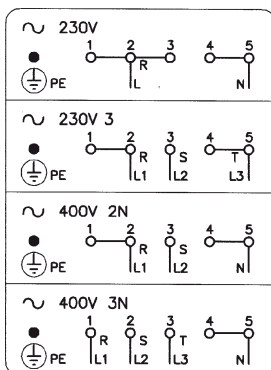 ~ 230V
1 2 3 4 5
R
PE L N
~ 230V 3
1 2 3 4 5
R S T
PE L1 L2 L3
~ 400V 2N
1 2 3 4 5
R S
PE L1 L2 N
~ 400V 3N
1 2 3 4 5
R S T
PE L1 L2 L3 N